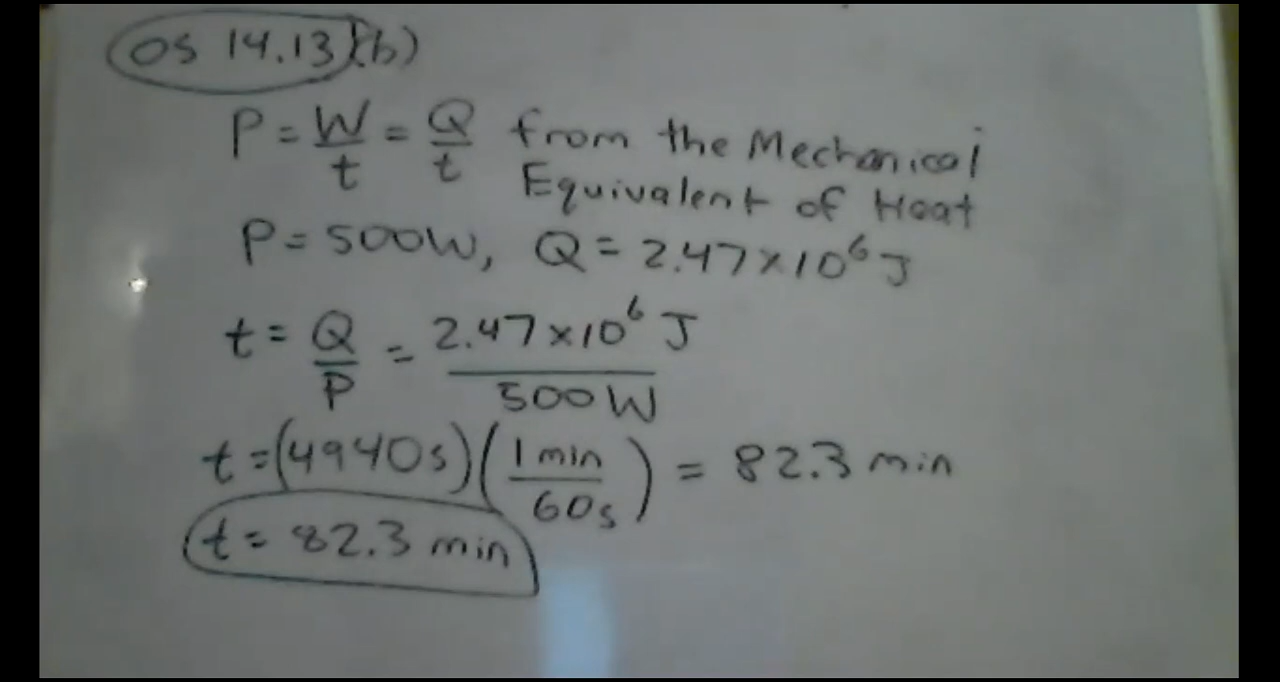 OS 14.13)(b)
P = W/t = Q/t from the Mechanical
Equivalent of Heat
P = 500W, Q = 2.47×10⁶ J
t = Q/P = 2.47×10⁶ J / 500W
t = (4940s)(1 min / 60s) = 82.3 min
t = 82.3 min